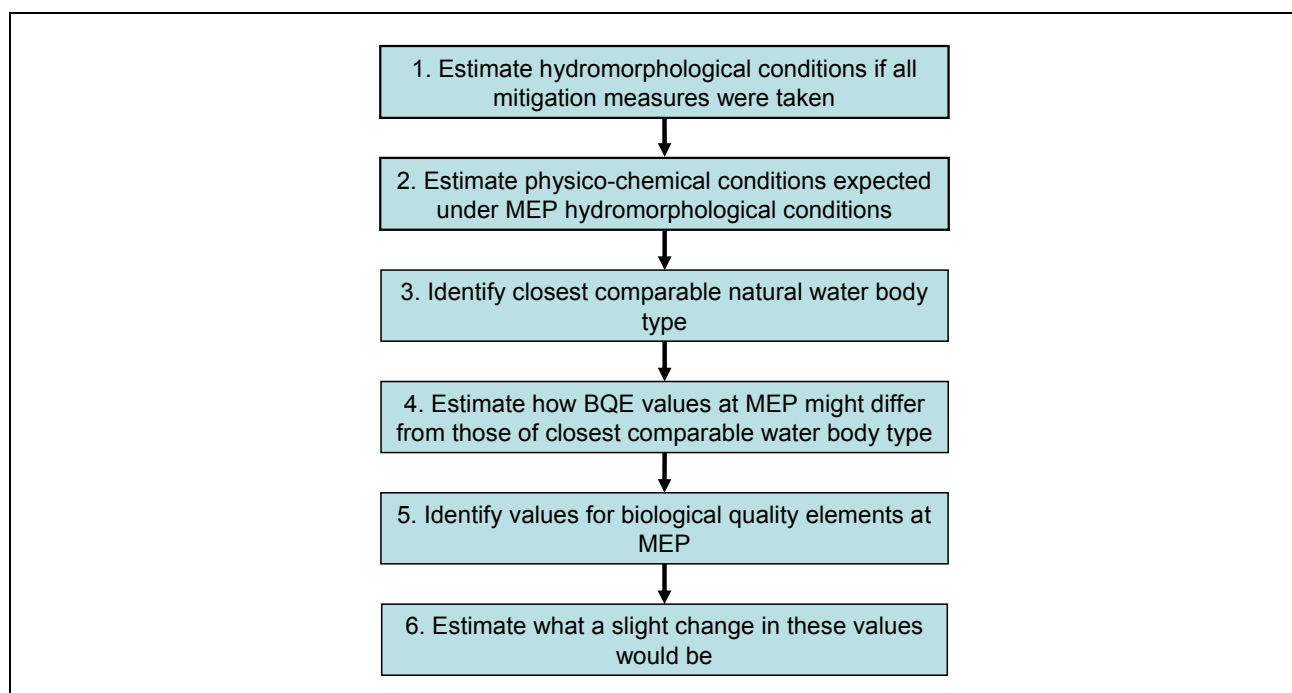 1. Estimate hydromorphological conditions if all
mitigation measures were taken
2. Estimate physico-chemical conditions expected
under MEP hydromorphological conditions
3. Identify closest comparable natural water body
type
4. Estimate how BQE values at MEP might differ
from those of closest comparable water body type
5. Identify values for biological quality elements at
MEP
6. Estimate what a slight change in these values
would be